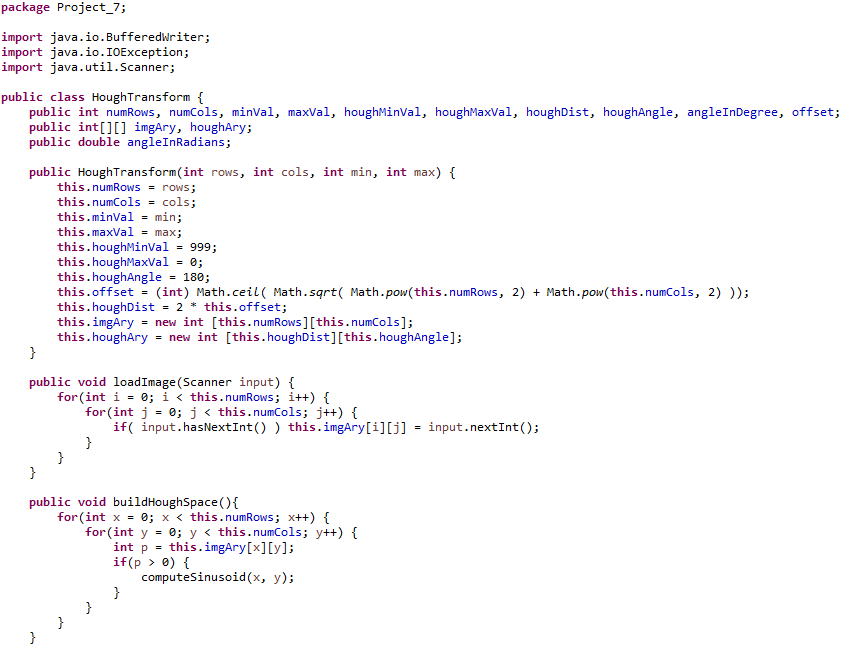 package Project_7;

import java.io.BufferedWriter;
import java.io.IOException;
import java.util.Scanner;

public class HoughTransform {
    public int numRows, numCols, minVal, maxVal, houghMinVal, houghMaxVal, houghDist, houghAngle, angleInDegree, offset;
    public int[][] imgAry, houghAry;
    public double angleInRadians;

    public HoughTransform(int rows, int cols, int min, int max) {
        this.numRows = rows;
        this.numCols = cols;
        this.minVal = min;
        this.maxVal = max;
        this.houghMinVal = 999;
        this.houghMaxVal = 0;
        this.houghAngle = 180;
        this.offset = (int) Math.ceil( Math.sqrt( Math.pow(this.numRows, 2) + Math.pow(this.numCols, 2) ));
        this.houghDist = 2 * this.offset;
        this.imgAry = new int [this.numRows][this.numCols];
        this.houghAry = new int [this.houghDist][this.houghAngle];
    }

    public void loadImage(Scanner input) {
        for(int i = 0; i < this.numRows; i++) {
            for(int j = 0; j < this.numCols; j++) {
                if( input.hasNextInt() ) this.imgAry[i][j] = input.nextInt();
            }
        }
    }

    public void buildHoughSpace(){
        for(int x = 0; x < this.numRows; x++) {
            for(int y = 0; y < this.numCols; y++) {
                int p = this.imgAry[x][y];
                if(p > 0) {
                    computeSinusoid(x, y);
                }
            }
        }
    }